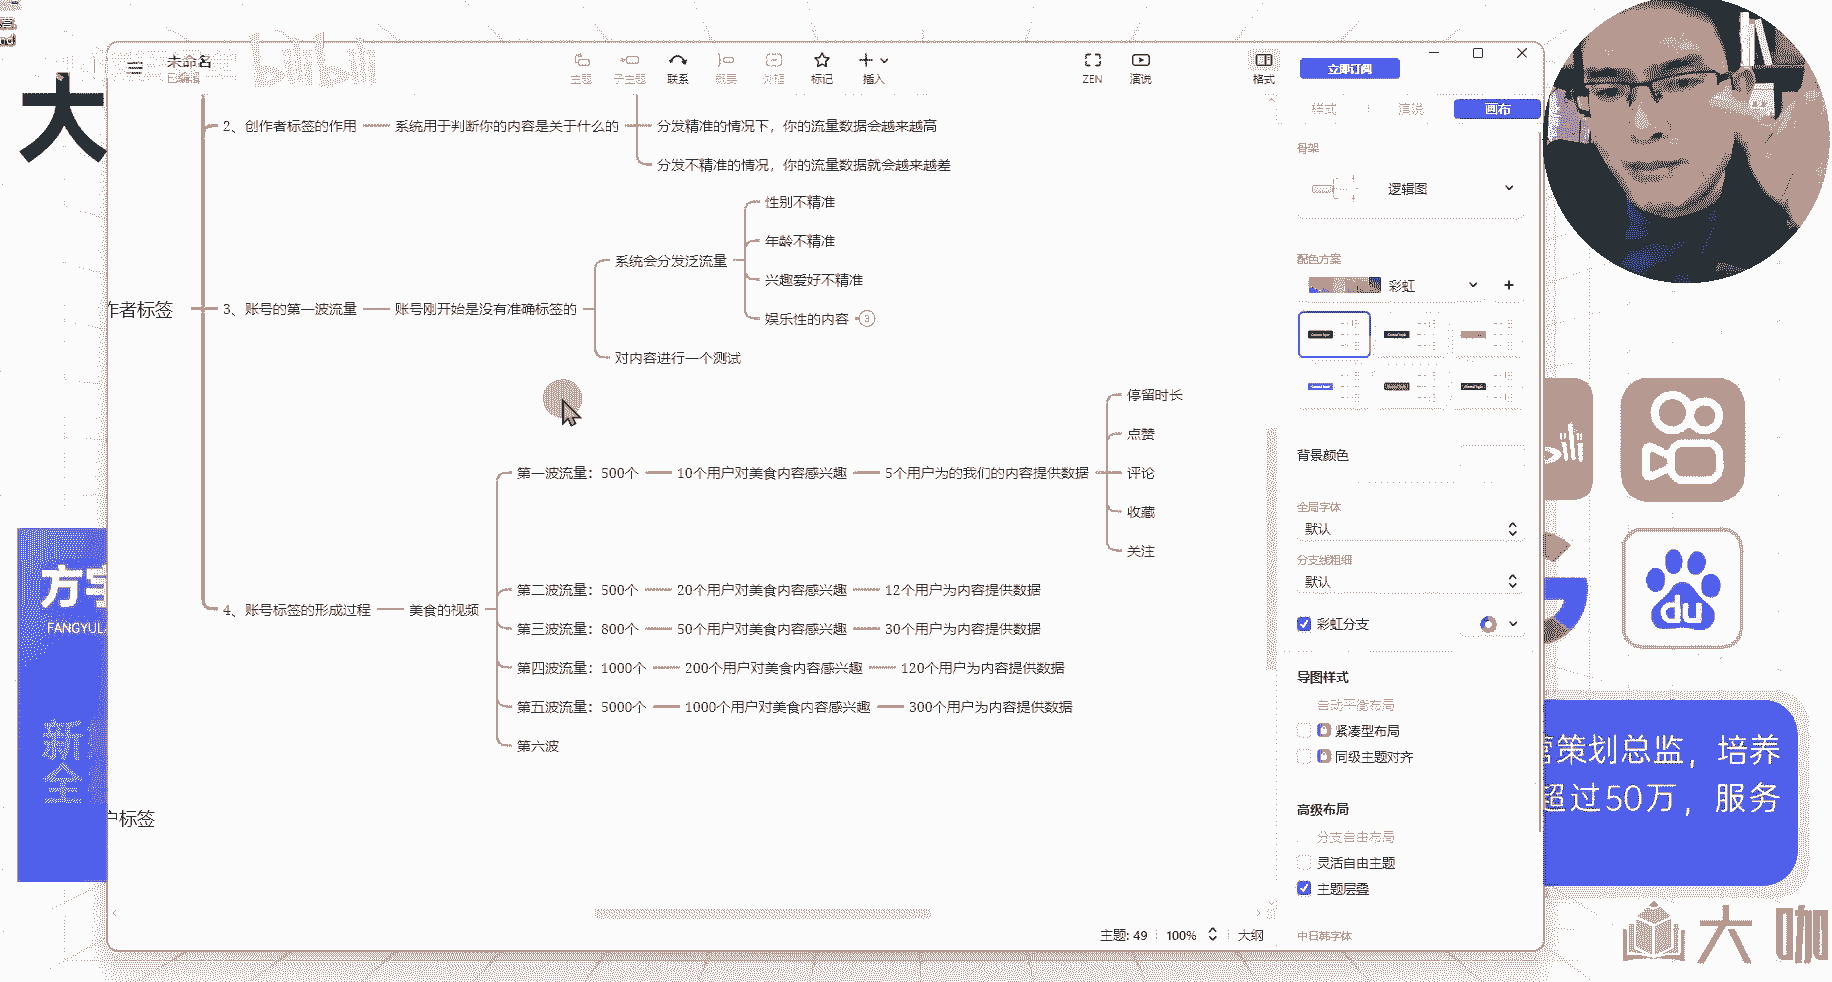 大
未命名
已编辑
bilibili
主题
子主题
联系
概要
外框
标记
插入
ZEN
演说
格式
立即订阅
样式
演说
画布
2、创作者标签的作用
系统用于判断你的内容是关于什么的
分发精准的情况下，你的流量数据会越来越高
分发不精准的情况，你的流量数据就会越来越差
作者标签
3、账号的第一波流量
账号刚开始是没有准确标签的
系统会分发泛流量
性别不精准
年龄不精准
兴趣爱好不精准
娱乐性的内容
3
对内容进行一个测试
4、账号标签的形成过程
美食的视频
第一波流量：500个
10个用户对美食内容感兴趣
5个用户为的我们的内容提供数据
停留时长
点赞
评论
收藏
关注
第二波流量：500个
20个用户对美食内容感兴趣
12个用户为内容提供数据
第三波流量：800个
50个用户对美食内容感兴趣
30个用户为内容提供数据
第四波流量：1000个
200个用户对美食内容感兴趣
120个用户为内容提供数据
第五波流量：5000个
1000个用户对美食内容感兴趣
300个用户为内容提供数据
第六波
户标签
主题: 49
100%
大纲
骨架
逻辑图
配色方案
彩虹
背景颜色
全局字体
默认
分支线粗细
默认
彩虹分支
导图样式
自动平衡布局
紧凑型布局
同级主题对齐
高级布局
分支自由布局
灵活自由主题
主题层叠
中日韩字体
方宇
FANGYU
新
全
du
营策划总监，培养
超过50万，服务
大咖